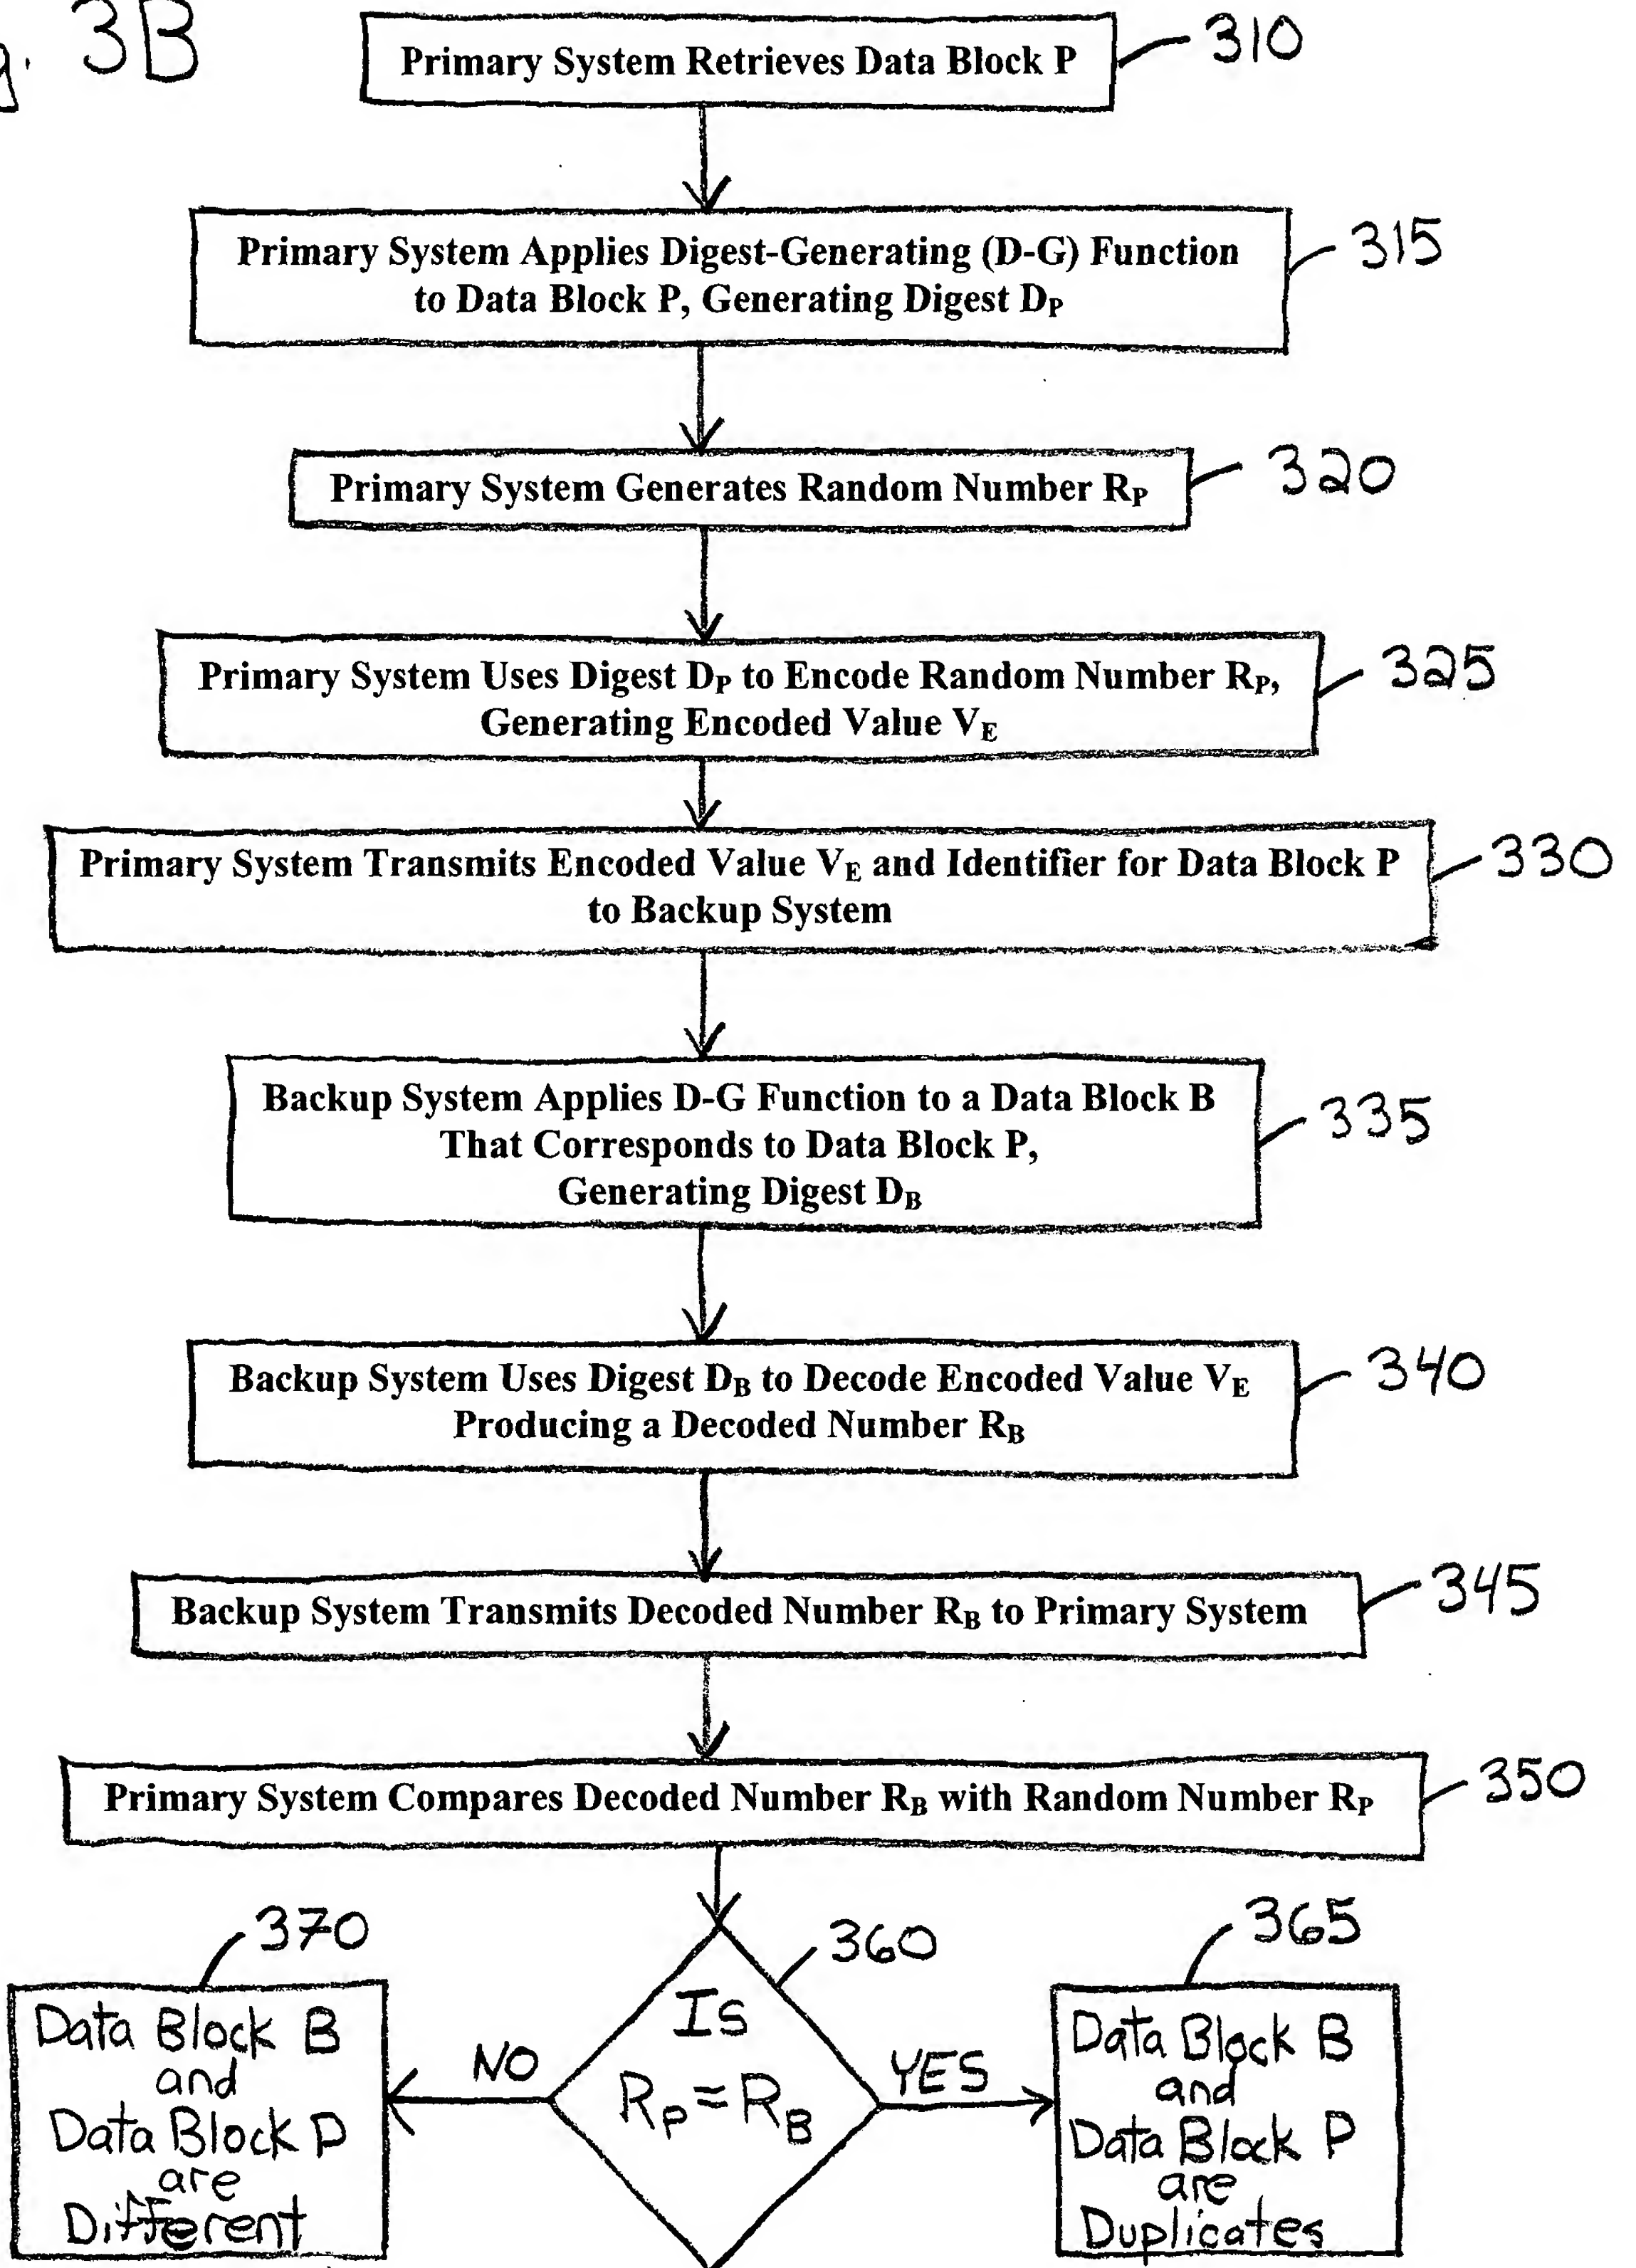 g. 3B
Primary System Retrieves Data Block P
310
Primary System Applies Digest-Generating (D-G) Function
to Data Block P, Generating Digest DP
315
Primary System Generates Random Number RP
320
Primary System Uses Digest DP to Encode Random Number RP,
Generating Encoded Value VE
325
Primary System Transmits Encoded Value VE and Identifier for Data Block P
to Backup System
330
Backup System Applies D-G Function to a Data Block B
That Corresponds to Data Block P,
Generating Digest DB
335
Backup System Uses Digest DB to Decode Encoded Value VE
Producing a Decoded Number RB
340
Backup System Transmits Decoded Number RB to Primary System
345
Primary System Compares Decoded Number RB with Random Number RP
350
370
Data Block B
and
Data Block P
are
Different
NO
360
Is
RP=RB
YES
365
Data Block B
and
Data Block P
are
Duplicates